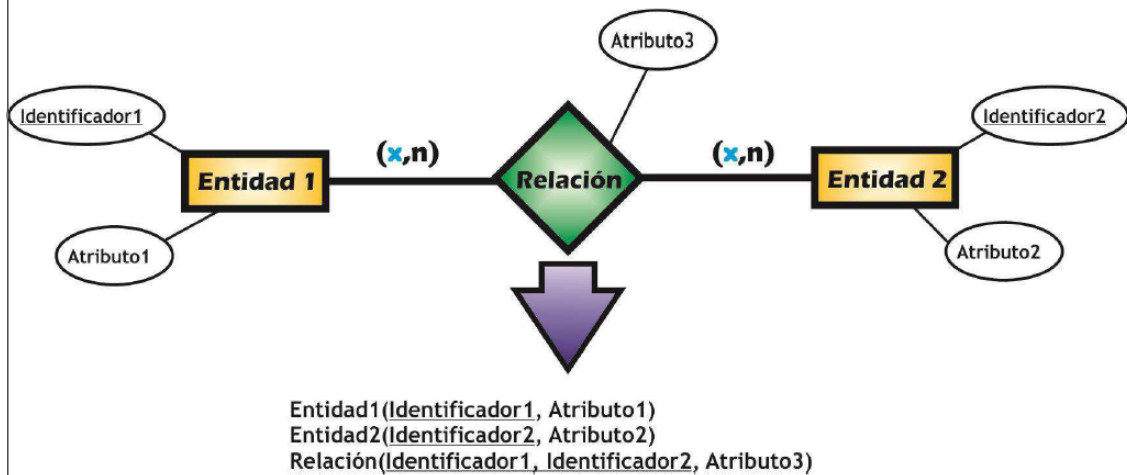 Atributo3
Identificador1
Identificador2
(x,n)
(x,n)
Entidad 1
Relación
Entidad 2
Atributo1
Atributo2
Entidad1(Identificador1, Atributo1)
Entidad2(Identificador2, Atributo2)
Relación(Identificador1, Identificador2, Atributo3)